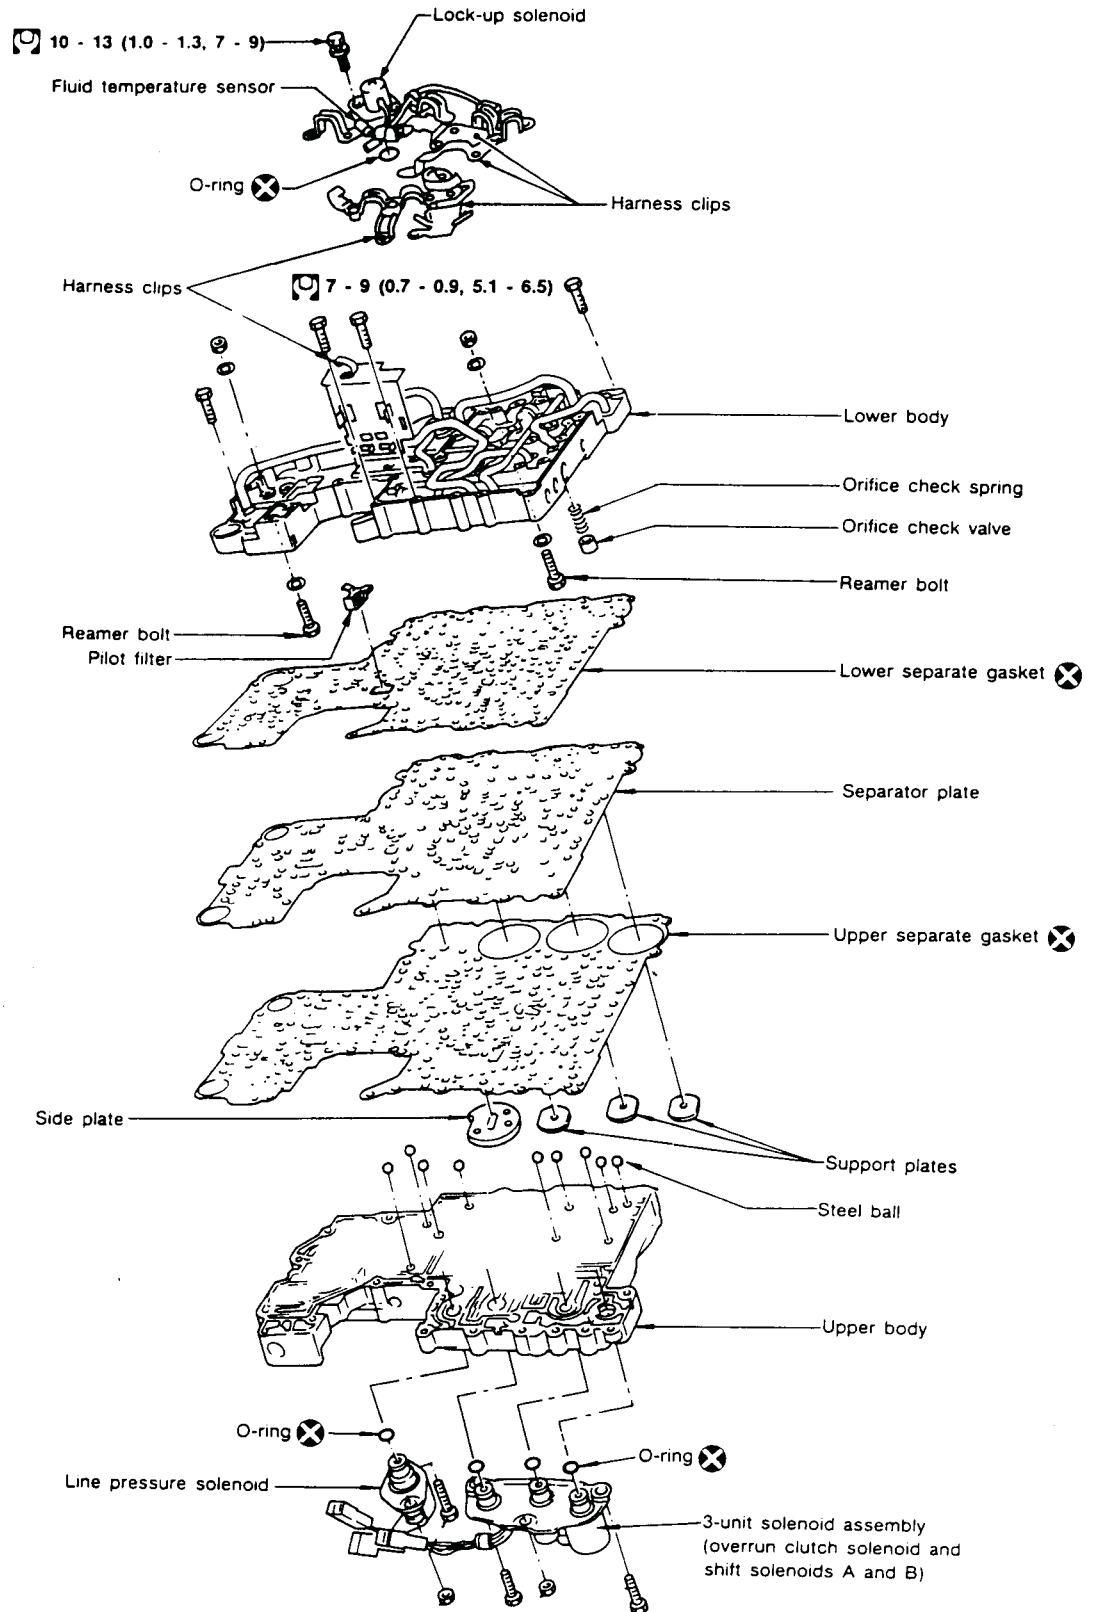 Lock-up solenoid
10 - 13 (1.0 - 1.3, 7 - 9)
Fluid temperature sensor
O-ring
Harness clips
Harness clips
7 - 9 (0.7 - 0.9, 5.1 - 6.5)
Lower body
Orifice check spring
Orifice check valve
Reamer bolt
Reamer bolt
Pilot filter
Lower separate gasket
Separator plate
Upper separate gasket
Side plate
Support plates
Steel ball
Upper body
O-ring
O-ring
Line pressure solenoid
3-unit solenoid assembly
(overrun clutch solenoid and
shift solenoids A and B)